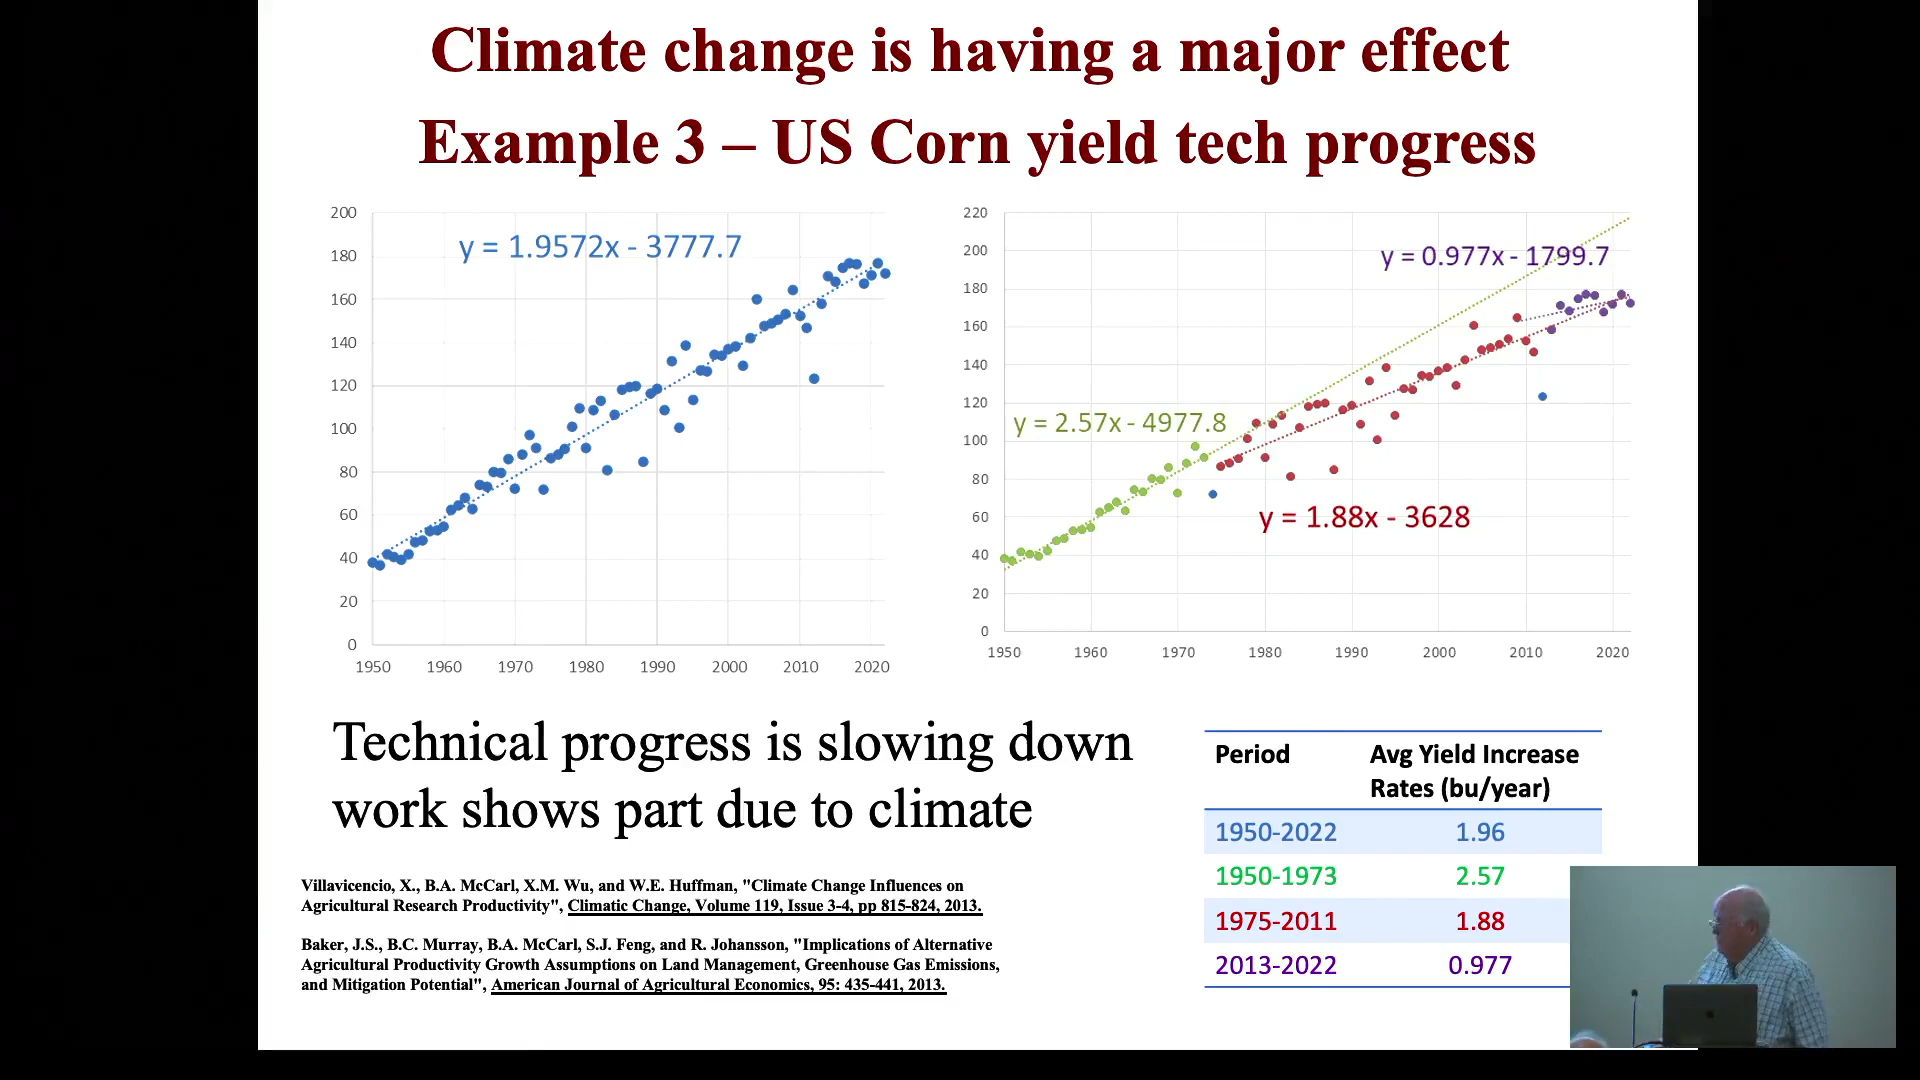 Climate change is having a major effect
Example 3 – US Corn yield tech progress
200
180
160
140
120
100
80
60
40
20
0
1950 1960 1970 1980 1990 2000 2010 2020
y = 1.9572x - 3777.7
220
200
180
160
140
120
100
80
60
40
20
0
1950 1960 1970 1980 1990 2000 2010 2020
y = 0.977x - 1799.7
y = 2.57x - 4977.8
y = 1.88x - 3628
Technical progress is slowing down
work shows part due to climate
Villavicencio, X., B.A. McCarl, X.M. Wu, and W.E. Huffman, "Climate Change Influences on
Agricultural Research Productivity", Climatic Change, Volume 119, Issue 3-4, pp 815-824, 2013.
Baker, J.S., B.C. Murray, B.A. McCarl, S.J. Feng, and R. Johansson, "Implications of Alternative
Agricultural Productivity Growth Assumptions on Land Management, Greenhouse Gas Emissions,
and Mitigation Potential", American Journal of Agricultural Economics, 95: 435-441, 2013.
Period Avg Yield Increase
Rates (bu/year)
1950-2022 1.96
1950-1973 2.57
1975-2011 1.88
2013-2022 0.977